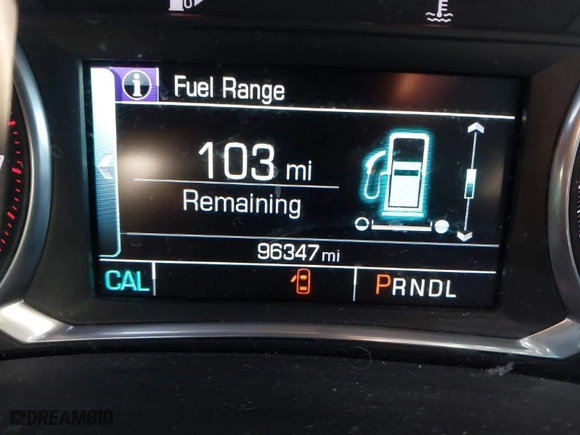 Fuel Range
103 mi
Remaining
96347 mi
CAL
PRNDL
DREAMBID